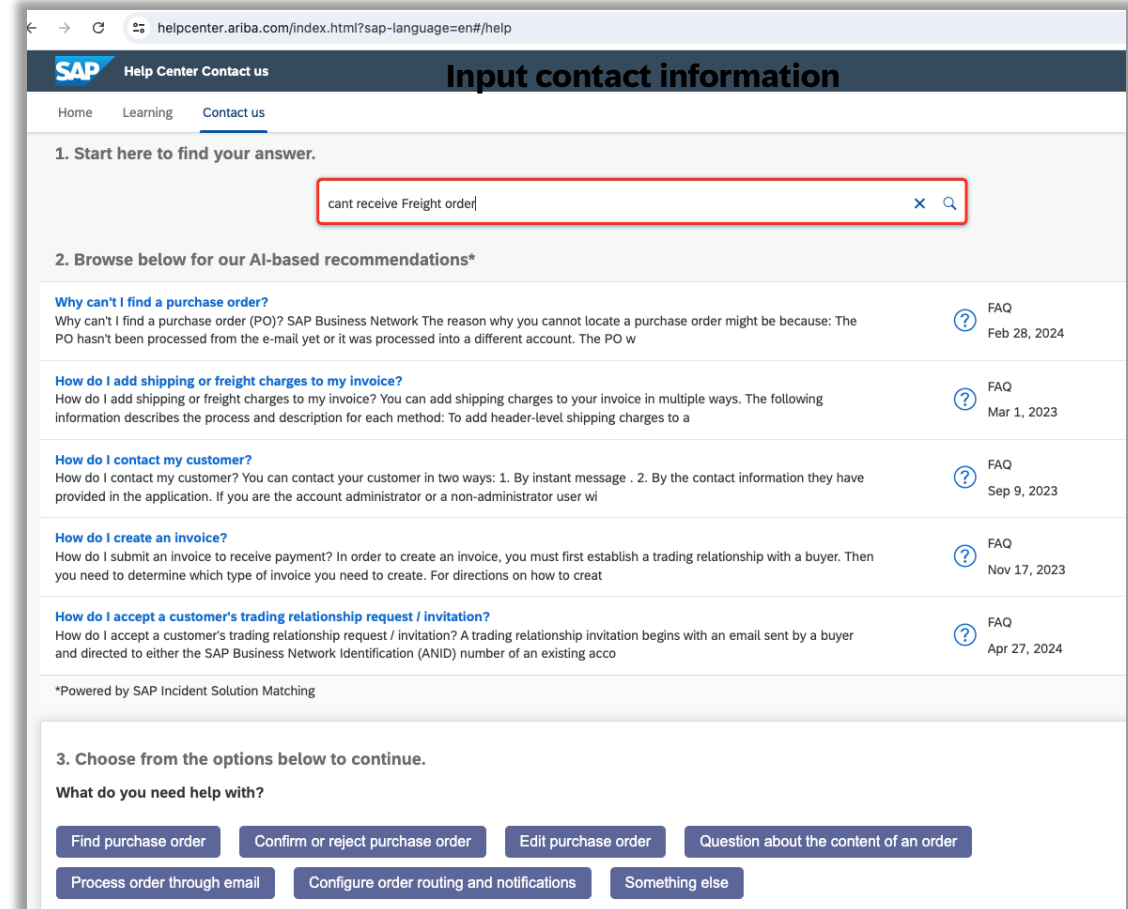 helpcenter.ariba.com/index.html?sap-language=en#/help
SAP Help Center Contact us
Input contact information
Home Learning Contact us
1. Start here to find your answer.
cant receive Freight order
2. Browse below for our AI-based recommendations*
Why can't I find a purchase order?
Why can't I find a purchase order (PO)? SAP Business Network The reason why you cannot locate a purchase order might be because: The
PO hasn't been processed from the e-mail yet or it was processed into a different account. The PO w
FAQ
Feb 28, 2024
How do I add shipping or freight charges to my invoice?
How do I add shipping or freight charges to my invoice? You can add shipping charges to your invoice in multiple ways. The following
information describes the process and description for each method: To add header-level shipping charges to a
FAQ
Mar 1, 2023
How do I contact my customer?
How do I contact my customer? You can contact your customer in two ways: 1. By instant message . 2. By the contact information they have
provided in the application. If you are the account administrator or a non-administrator user wi
FAQ
Sep 9, 2023
How do I create an invoice?
How do I submit an invoice to receive payment? In order to create an invoice, you must first establish a trading relationship with a buyer. Then
you need to determine which type of invoice you need to create. For directions on how to creat
FAQ
Nov 17, 2023
How do I accept a customer's trading relationship request / invitation?
How do I accept a customer's trading relationship request / invitation? A trading relationship invitation begins with an email sent by a buyer
and directed to either the SAP Business Network Identification (ANID) number of an existing acco
FAQ
Apr 27, 2024
*Powered by SAP Incident Solution Matching
3. Choose from the options below to continue.
What do you need help with?
Find purchase order Confirm or reject purchase order Edit purchase order Question about the content of an order
Process order through email Configure order routing and notifications Something else